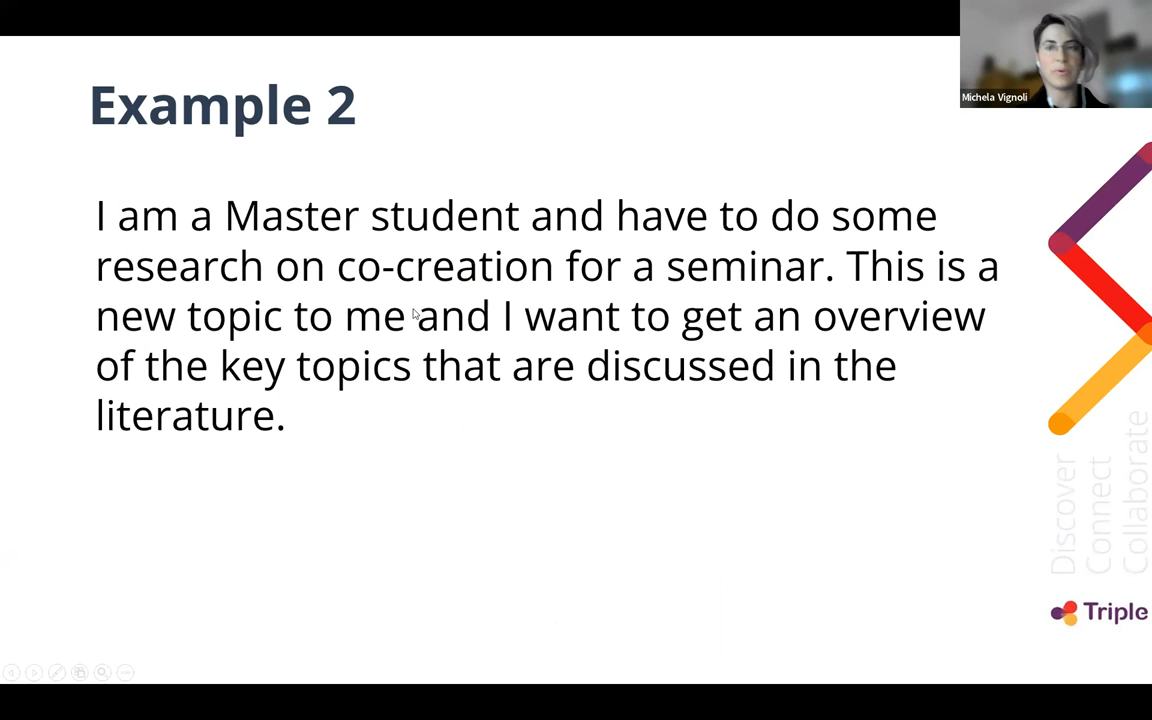 Michela Vignoli
Example 2
I am a Master student and have to do some
research on co-creation for a seminar. This is a
new topic to me and I want to get an overview
of the key topics that are discussed in the
literature.
Discover
Connect
Collaborate
Triple